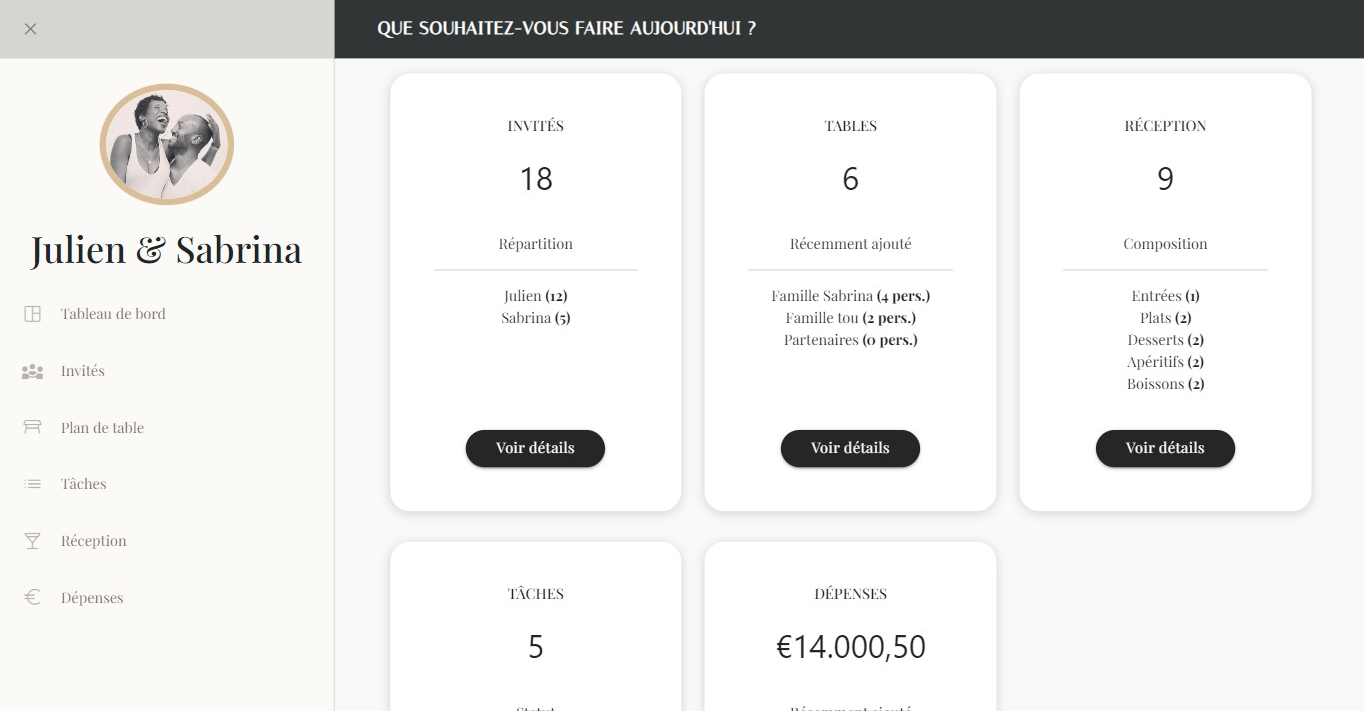 QUE SOUHAITEZ-VOUS FAIRE AUJOURD'HUI ?
Julien & Sabrina
Tableau de bord
Invités
Plan de table
Tâches
Réception
Dépenses
INVITÉS
18
Répartition
Julien (12)
Sabrina (5)
Voir détails
TABLES
6
Récemment ajouté
Famille Sabrina (4 pers.)
Famille tou (2 pers.)
Partenaires (0 pers.)
Voir détails
RÉCEPTION
9
Composition
Entrées (1)
Plats (2)
Desserts (2)
Apéritifs (2)
Boissons (2)
Voir détails
TÂCHES
5
DÉPENSES
€14.000,50